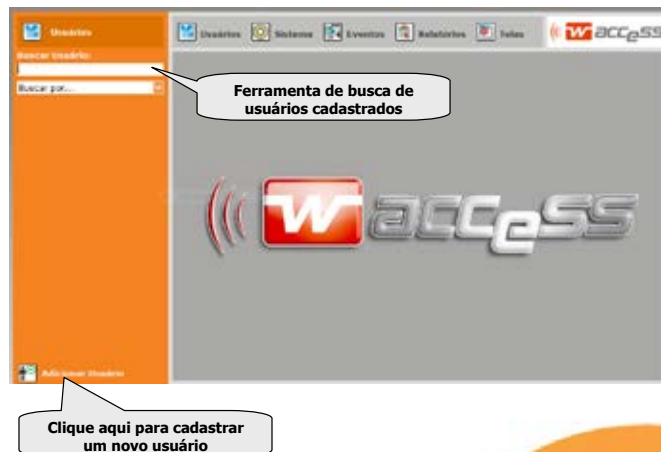 Usuários
Usuários Sistema Eventos Relatórios Telas
w access
Buscar Usuário:
Buscar por...
Ferramenta de busca de
usuários cadastrados
w access
Adicionar Usuário
Clique aqui para cadastrar
um novo usuário